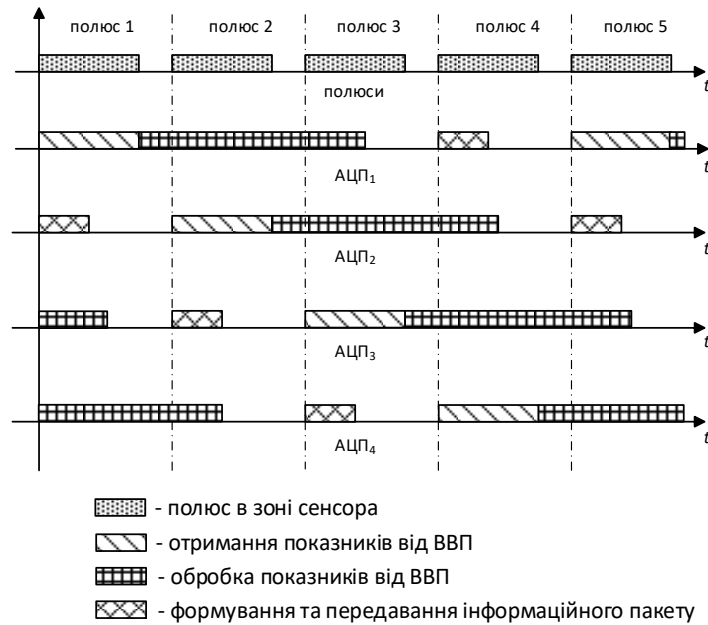 полюс 1 полюс 2 полюс 3 полюс 4 полюс 5
t
полюси
t
АЦП₁
t
АЦП₂
t
АЦП₃
t
АЦП₄
- полюс в зоні сенсора
- отримання показників від ВВП
- обробка показників від ВВП
- формування та передавання інформаційного пакету